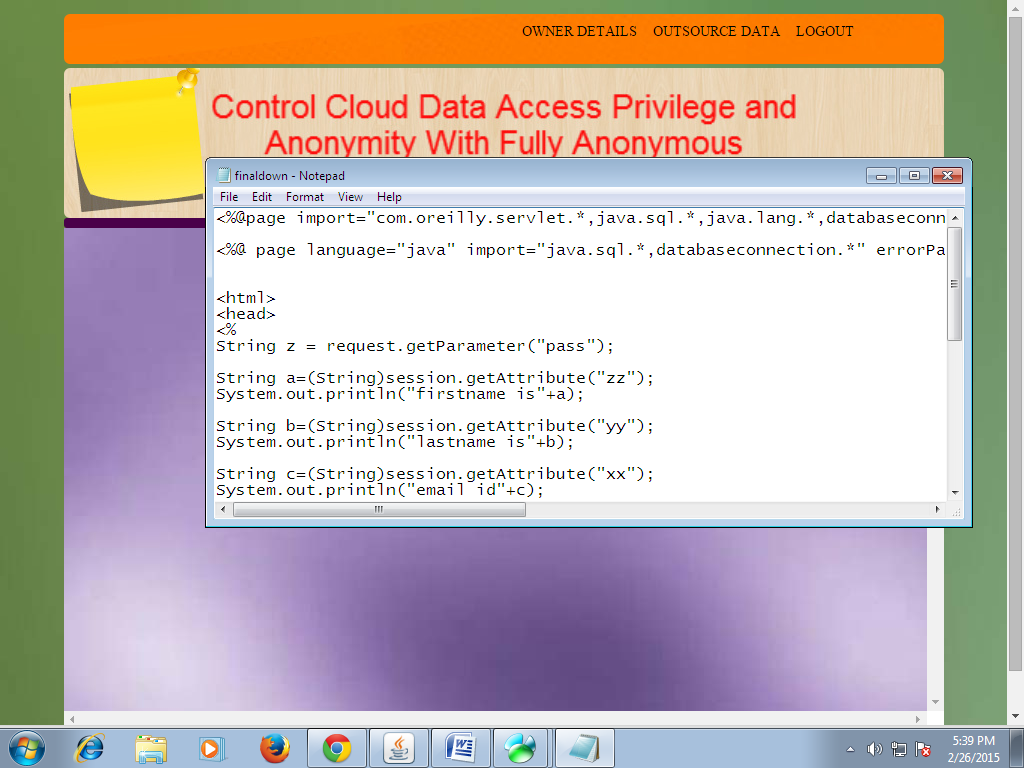 OWNER DETAILS OUTSOURCE DATA LOGOUT
Control Cloud Data Access Privilege and
Anonymity With Fully Anonymous
finaldown - Notepad
File Edit Format View Help
<%@page import="com.oreilly.servlet.*,java.sql.*,java.lang.*,databaseconn
<%@ page language="java" import="java.sql.*,databaseconnection.*" errorPa
<html>
<head>
<%
String z = request.getParameter("pass");
String a=(String)session.getAttribute("zz");
System.out.println("firstname is"+a);
String b=(String)session.getAttribute("yy");
System.out.println("lastname is"+b);
String c=(String)session.getAttribute("xx");
System.out.println("email id"+c);
5:39 PM
2/26/2015